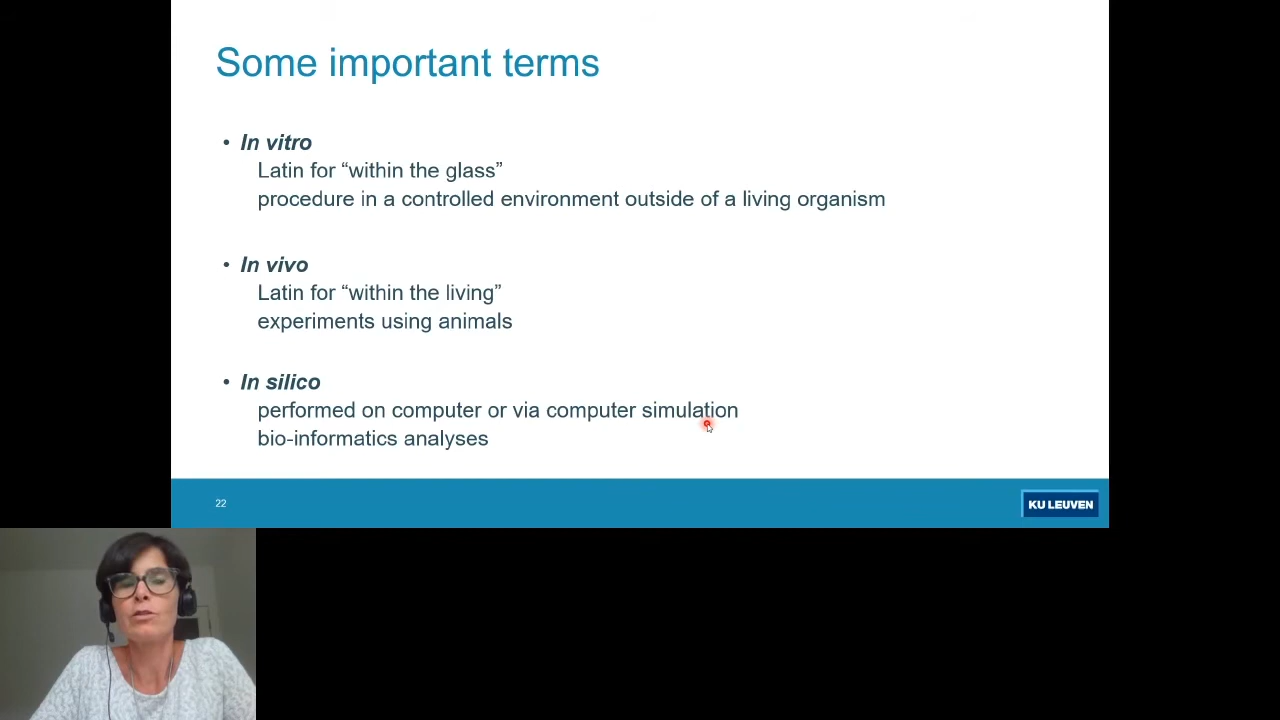 Some important terms
• In vitro
Latin for “within the glass”
procedure in a controlled environment outside of a living organism
• In vivo
Latin for “within the living”
experiments using animals
• In silico
performed on computer or via computer simulation
bio-informatics analyses
22
KU LEUVEN